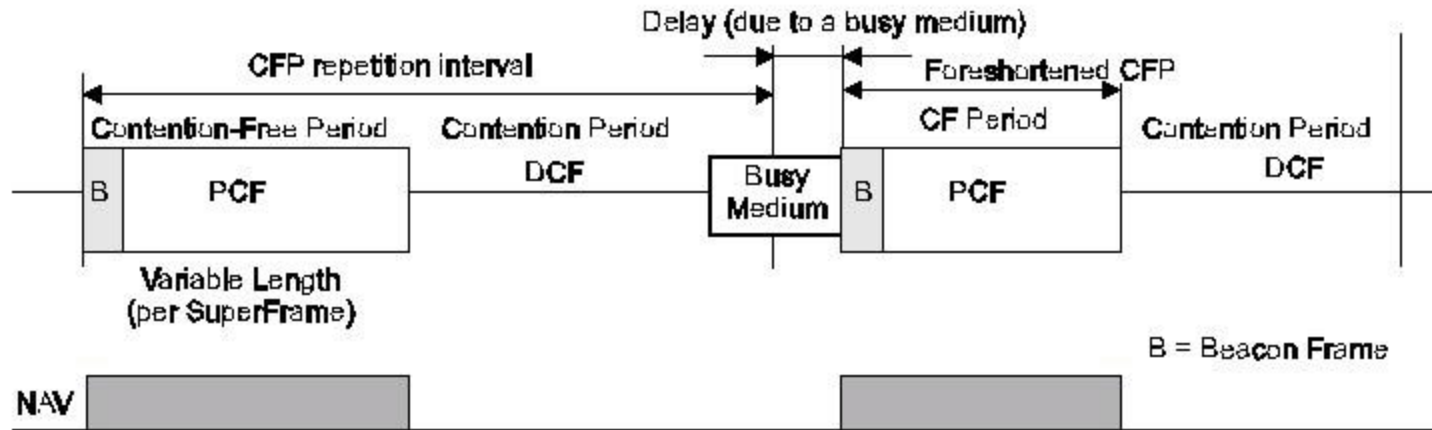 Delay (due to a busy medium)
CFP repetition interval
Foreshortened CFP
Contention-Free Period
Contention Period
CF Period
Contention Period
B
PCF
DCF
Busy
Medium
B
PCF
DCF
Variable Length
(per SuperFrame)
B = Beacon Frame
NAV